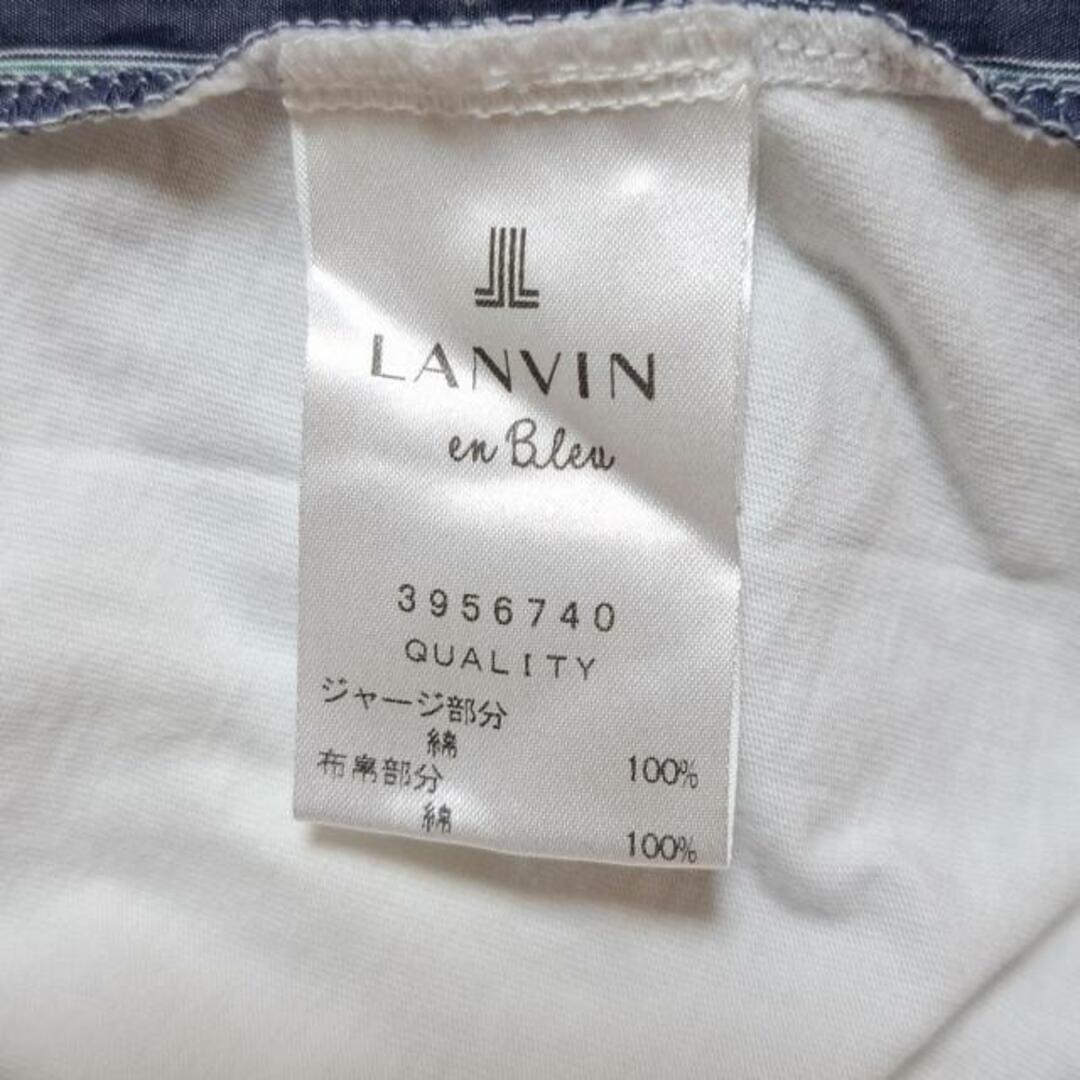 LANVIN
en Bleu
3956740
QUALITY
ジャージ部分
綿 100%
布帛部分
綿 100%